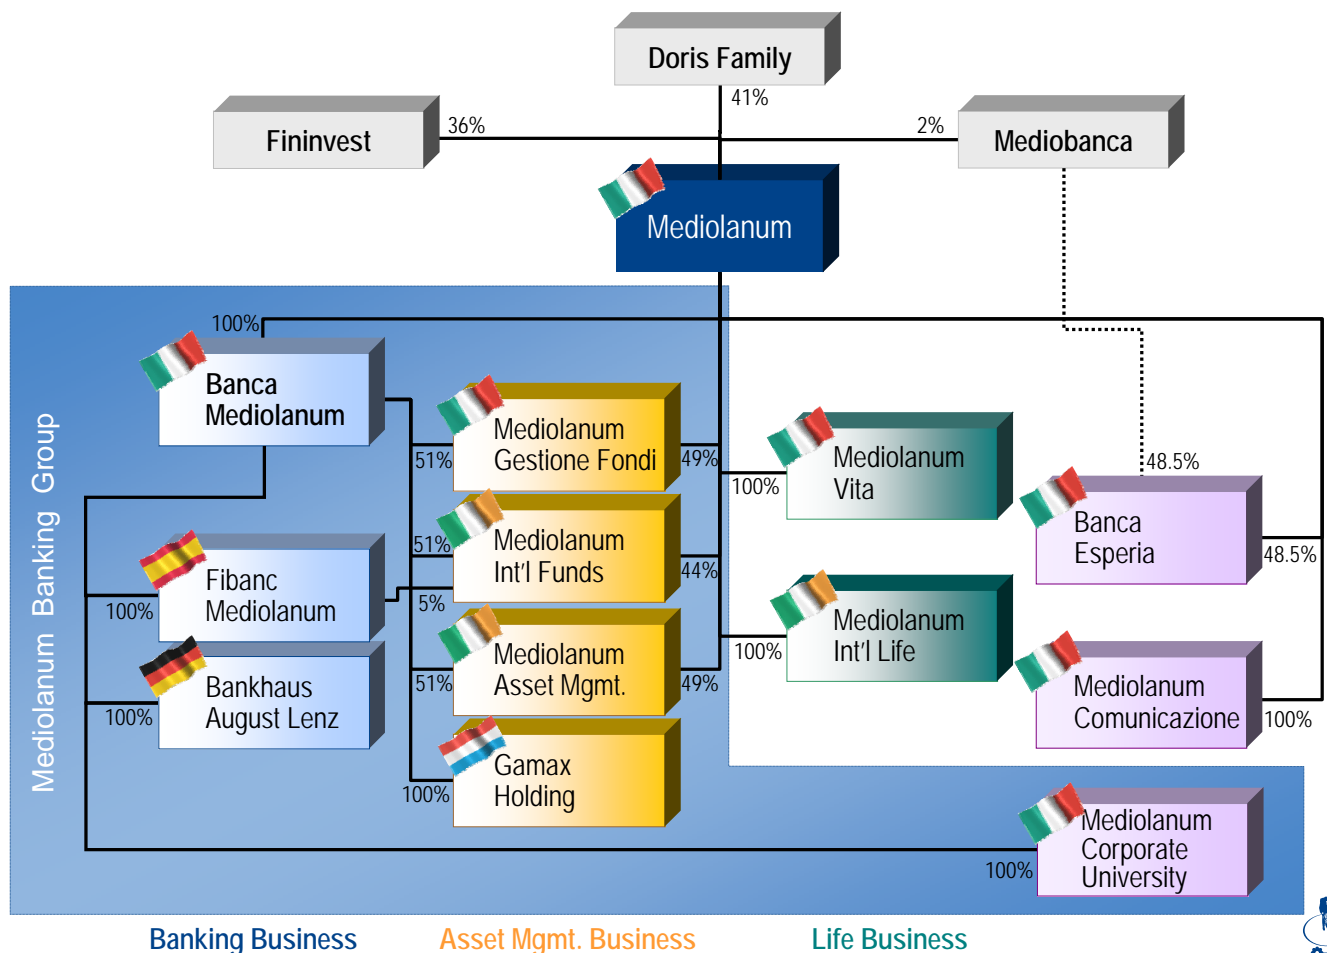 Doris Family
41%
Fininvest
36%
2%
Mediobanca
Mediolanum
100%
Banca
Mediolanum
Mediolanum
Gestione Fondi
51%
49%
Mediolanum
Vita
100%
48.5%
Banca
Esperia
48.5%
Mediolanum Banking Group
Fibanc
Mediolanum
100%
51%
Mediolanum
Int'l Funds
44%
5%
Mediolanum
Int'l Life
100%
Bankhaus
August Lenz
100%
Mediolanum
Asset Mgmt.
51%
49%
Mediolanum
Comunicazione
100%
Gamax
Holding
100%
Mediolanum
Corporate
University
100%
Banking Business
Asset Mgmt. Business
Life Business